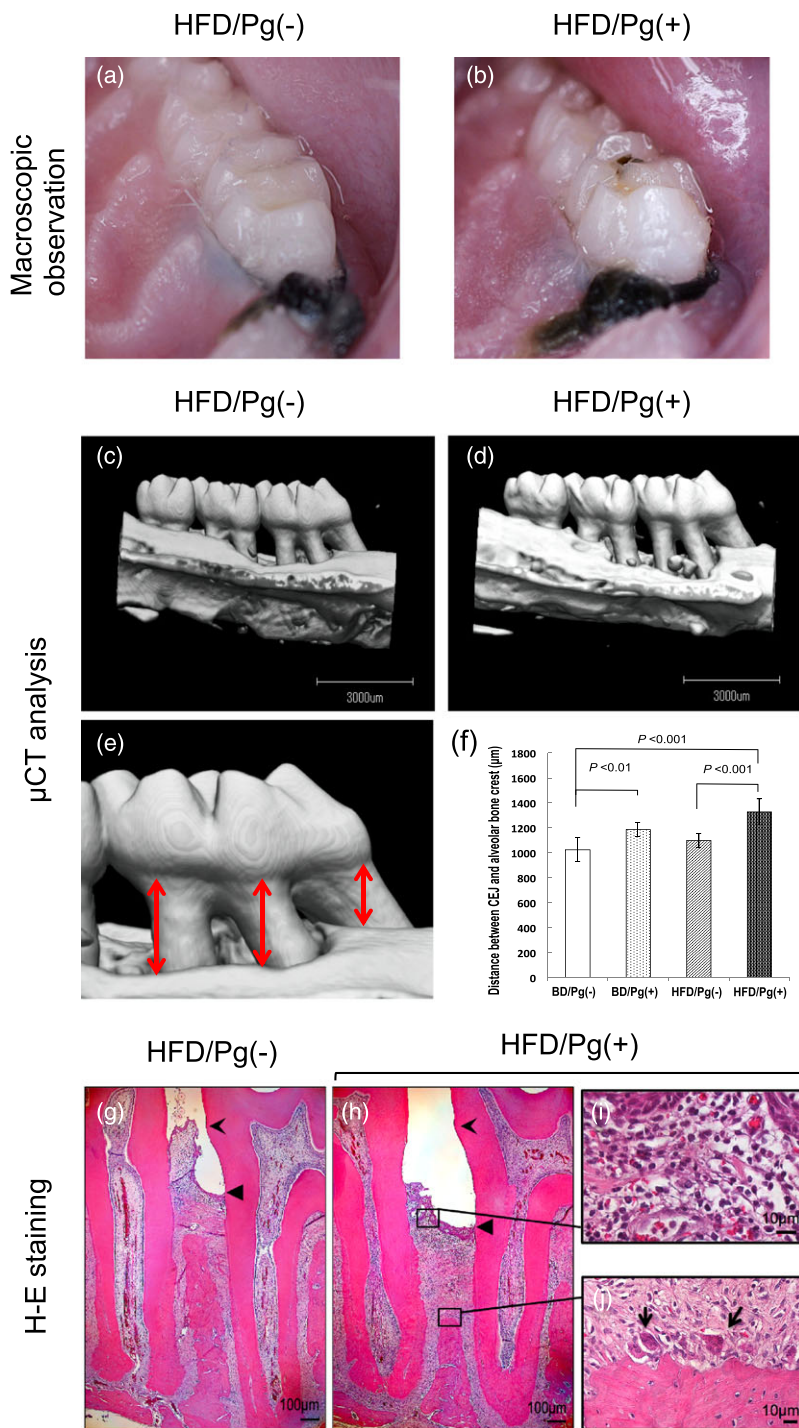 HFD/Pg(-)
HFD/Pg(+)
Macroscopic
observation
(a)
(b)
HFD/Pg(-)
HFD/Pg(+)
µCT analysis
(c)
3000um
(d)
3000um
(e)
(f)
Distance between CEJ and alveolar bone crest (µm)
1800
1600
1400
1200
1000
800
600
400
200
0
P <0.001
P <0.01
P <0.001
BD/Pg(-)
BD/Pg(+)
HFD/Pg(-)
HFD/Pg(+)
HFD/Pg(-)
HFD/Pg(+)
H-E staining
(g)
100µm
(h)
100µm
(i)
10µm
(j)
10µm